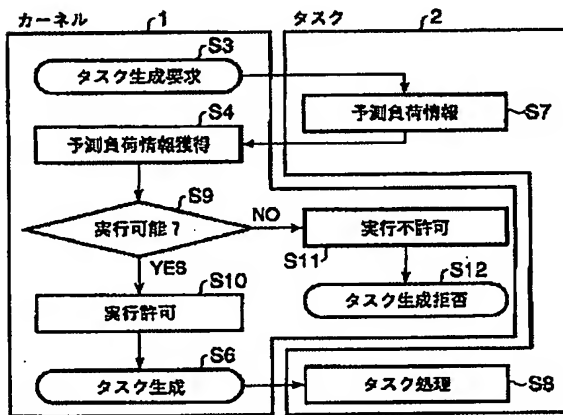 カーネル 1
タスク 2
S3
タスク生成要求
S4
予測負荷情報 S7
予測負荷情報獲得
S9
実行可能？
NO
実行不許可
S11
YES
S10
S12
タスク生成拒否
実行許可
S6
タスク生成
タスク処理 S8